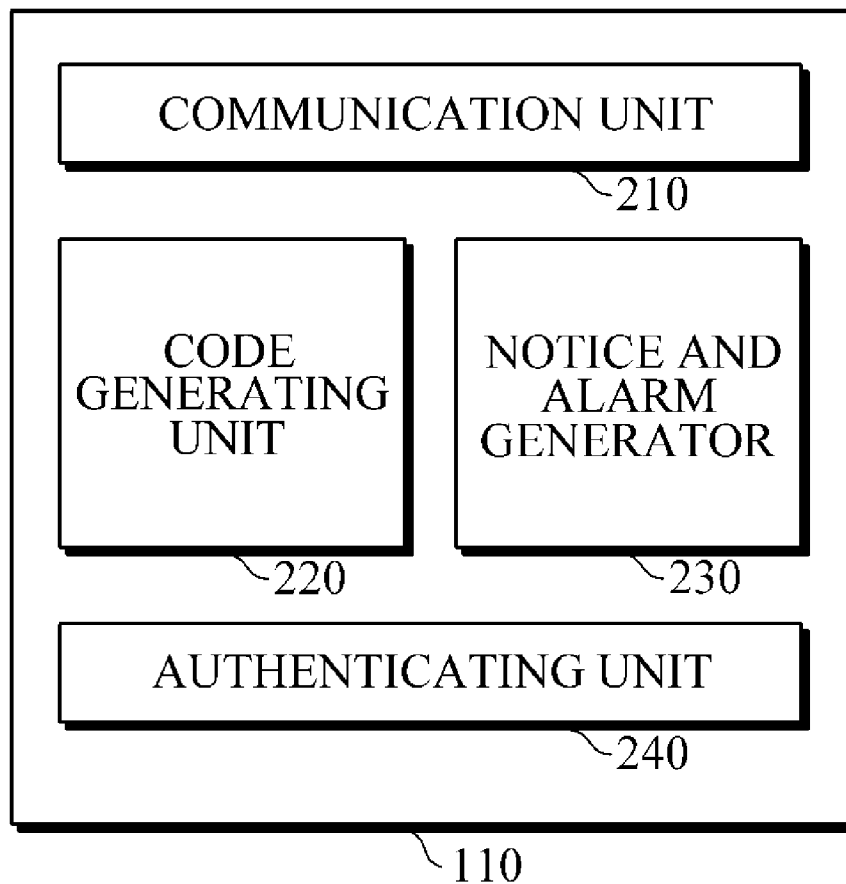 COMMUNICATION UNIT
210
CODE
GENERATING
UNIT
220
NOTICE AND
ALARM
GENERATOR
230
AUTHENTICATING UNIT
240
110